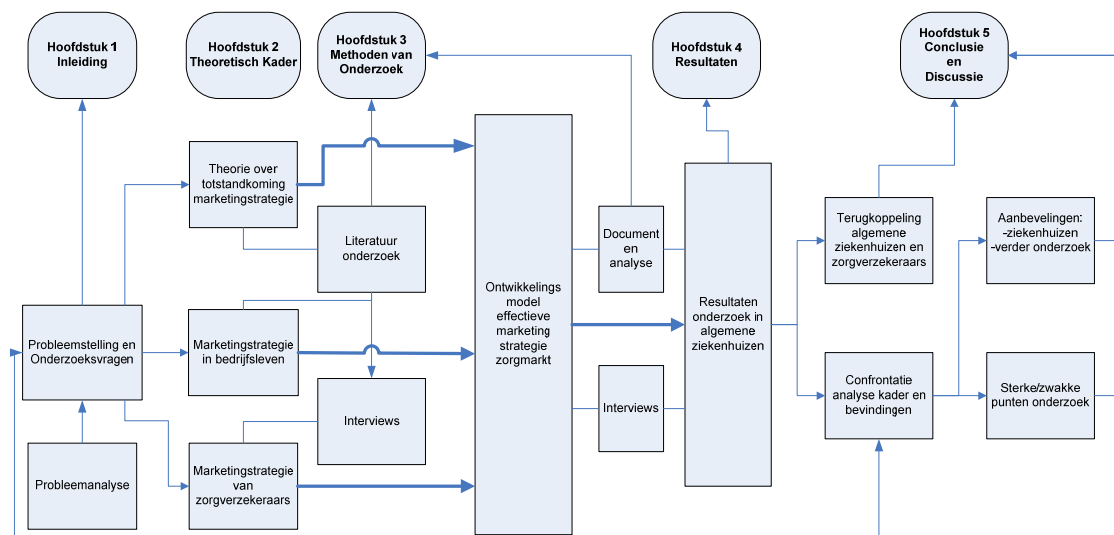 Hoofdstuk 1
Inleiding
Hoofdstuk 2
Theoretisch Kader
Hoofdstuk 3
Methoden van
Onderzoek
Hoofdstuk 4
Resultaten
Hoofdstuk 5
Conclusie
en
Discussie
Theorie over
totstandkoming
marketingstrategie
Literatuur
onderzoek
Document
en
analyse
Terugkoppeling
algemene
ziekenhuizen en
zorgverzekeraars
Aanbevelingen:
-ziekenhuizen
-verder onderzoek
Probleemstelling en
Onderzoeksvragen
Marketingstrategie
in bedrijfsleven
Ontwikkelings
model
effectieve
marketing
strategie
zorgmarkt
Resultaten
onderzoek in
algemene
ziekenhuizen
Interviews
Interviews
Confrontatie
analyse kader en
bevindingen
Sterke/zwakke
punten onderzoek
Probleemanalyse
Marketingstrategie
van
zorgverzekeraars